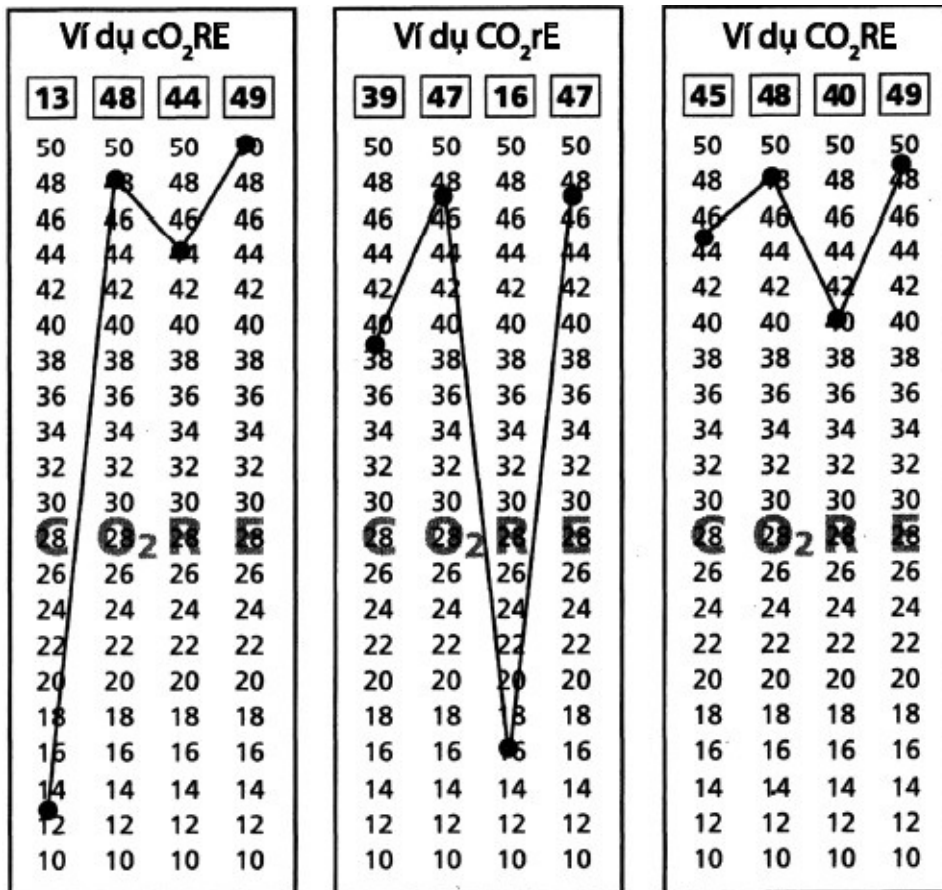 Ví dụ cO₂RE
13 48 44 49
50 50 50 50
48 48 48 48
46 46 46 46
44 44 44 44
42 42 42 42
40 40 40 40
38 38 38 38
36 36 36 36
34 34 34 34
32 32 32 32
30 30 30 30
C O₂ R E
28 28 28 28
26 26 26 26
24 24 24 24
22 22 22 22
20 20 20 20
18 18 18 18
16 16 16 16
14 14 14 14
12 12 12 12
10 10 10 10
Ví dụ CO₂rE
39 47 16 47
50 50 50 50
48 48 48 48
46 46 46 46
44 44 44 44
42 42 42 42
40 40 40 40
38 38 38 38
36 36 36 36
34 34 34 34
32 32 32 32
30 30 30 30
C O₂ R E
28 28 28 28
26 26 26 26
24 24 24 24
22 22 22 22
20 20 20 20
18 18 18 18
16 16 16 16
14 14 14 14
12 12 12 12
10 10 10 10
Ví dụ CO₂RE
45 48 40 49
50 50 50 50
48 48 48 48
46 46 46 46
44 44 44 44
42 42 42 42
40 40 40 40
38 38 38 38
36 36 36 36
34 34 34 34
32 32 32 32
30 30 30 30
C O₂ R E
28 28 28 28
26 26 26 26
24 24 24 24
22 22 22 22
20 20 20 20
18 18 18 18
16 16 16 16
14 14 14 14
12 12 12 12
10 10 10 10